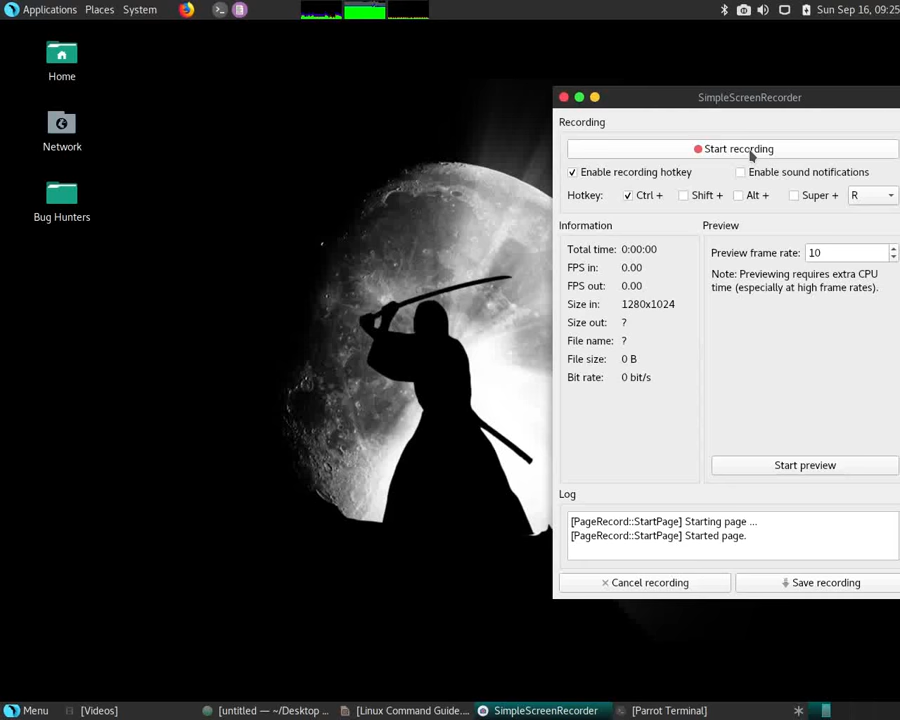 Applications Places System
Sun Sep 16, 09:25
Home
Network
Bug Hunters
SimpleScreenRecorder
Recording
Start recording
Enable recording hotkey
Enable sound notifications
Hotkey: Ctrl + Shift + Alt + Super + R
Information
Total time: 0:00:00
FPS in: 0.00
FPS out: 0.00
Size in: 1280x1024
Size out: ?
File name: ?
File size: 0 B
Bit rate: 0 bit/s
Preview
Preview frame rate: 10
Note: Previewing requires extra CPU
time (especially at high frame rates).
Start preview
Log
[PageRecord::StartPage] Starting page ...
[PageRecord::StartPage] Started page.
Cancel recording
Save recording
Menu [Videos] [untitled — ~/Desktop ... [Linux Command Guide.... SimpleScreenRecorder [Parrot Terminal]